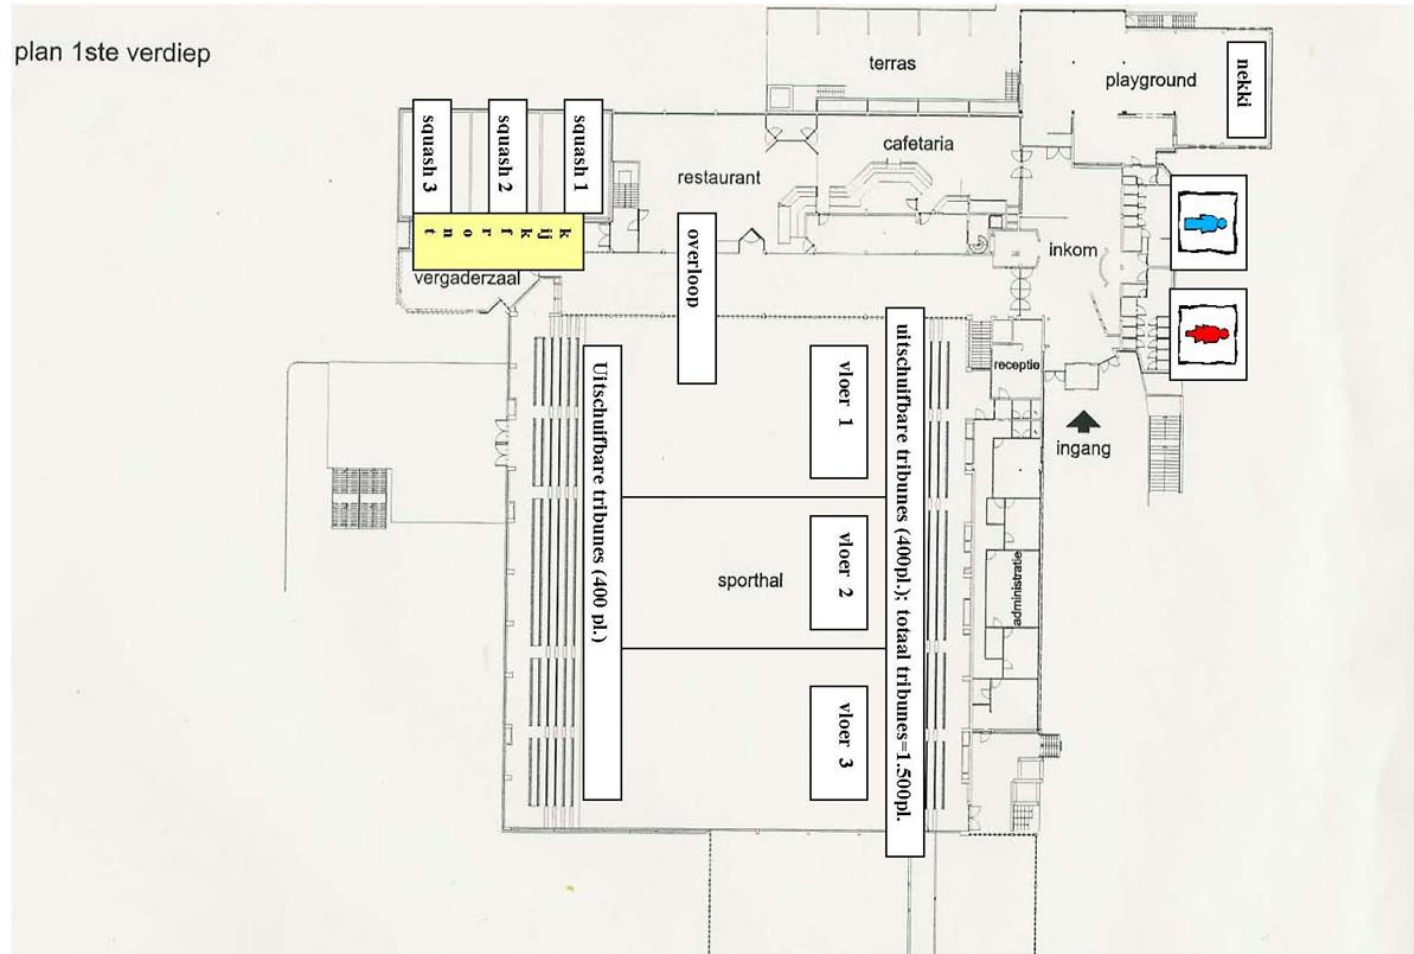 plan 1ste verdiep
terras
playground
nekki
cafetaria
restaurant
squash 3
squash 2
squash 1
kijkfront
vergaderzaal
overloop
inkom
receptie
ingang
Uitschuifbare tribunes (400 pl.)
uitschuifbare tribunes (400pl.); totaal tribunes=1.500pl.
vloer 1
vloer 2
vloer 3
sporthal
administratie